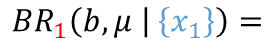 BR₁(b, μ | {x₁}) =